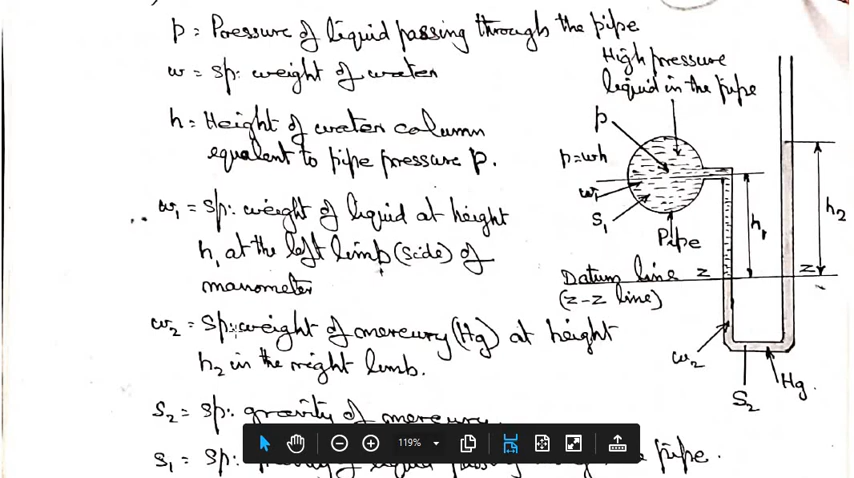 p = Pressure of liquid passing through the pipe
w = sp: weight of water
h = Height of water column
equalent to pipe pressure p.
w₁ = sp: weight of liquid at height
h₁ at the left limb (side) of
manometer
w₂ = sp: weight of mercury (Hg) at height
h₂ in the right limb.
S₂ = sp: gravity of mercury.
S₁ = sp: pipe.
High pressure
liquid in the pipe
p
p=wh
w₁
S₁
Pipe
h₁
h₂
Datum line Z
Z
(Z-Z line)
w₂
Hg.
S₂
119%